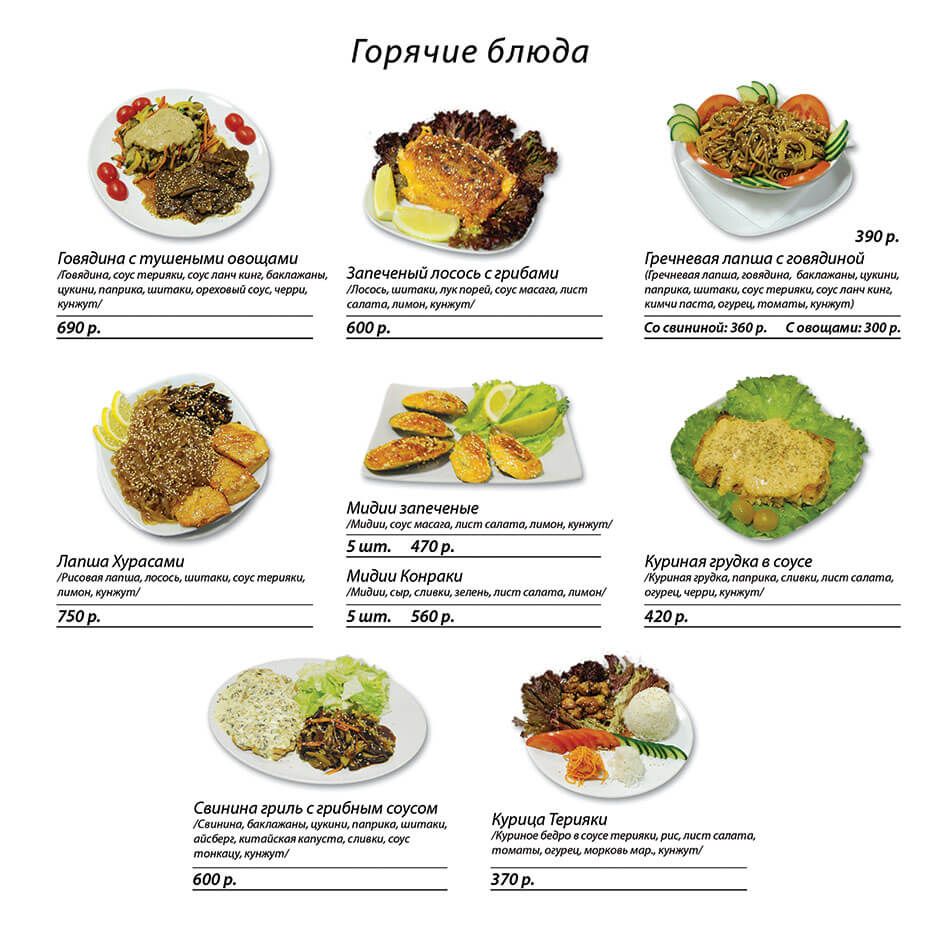 Горячие блюда
Говядина с тушеными овощами
/Говядина, соус терияки, соус ланч кинг, баклажаны,
цукини, паприка, шитаки, ореховый соус, черри,
кунжут/
690 р.
Запеченый лосось с грибами
/Лосось, шитаки, лук порей, соус масага, лист
салата, лимон, кунжут/
600 р.
390 р.
Гречневая лапша с говядиной
(Гречневая лапша, говядина, баклажаны, цукини,
паприка, шитаки, соус терияки, соус ланч кинг,
кимчи паста, огурец, томаты, кунжут)
Со свининой: 360 р. С овощами: 300 р.
Лапша Хурасами
/Рисовая лапша, лосось, шитаки, соус терияки,
лимон, кунжут/
750 р.
Мидии запеченые
/Мидии, соус масага, лист салата, лимон, кунжут/
5 шт. 470 р.
Мидии Конраки
/Мидии, сыр, сливки, зелень, лист салата, лимон/
5 шт. 560 р.
Куриная грудка в соусе
/Куриная грудка, паприка, сливки, лист салата,
огурец, черри, кунжут/
420 р.
Свинина гриль с грибным соусом
/Свинина, баклажаны, цукини, паприка, шитаки,
айсберг, китайская капуста, сливки, соус
тонкацу, кунжут/
600 р.
Курица Терияки
/Куриное бедро в соусе терияки, рис, лист салата,
томаты, огурец, морковь мар., кунжут/
370 р.